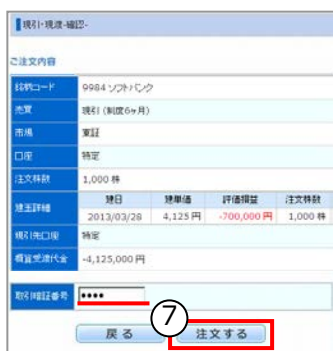 現引・現渡-確認-
ご注文内容
銘柄コード 9984 ソフトバンク
売買 現引 (制度6ヶ月)
市場 東証
口座 特定
注文株数 1,000 株
建玉詳細 建日 建単価 評価損益 注文株数
2013/03/28 4,125 円 -700,000 円 1,000 株
現引先口座 特定
概算受渡代金 -4,125,000 円
取引暗証番号 ••••
⑦
戻る 注文する